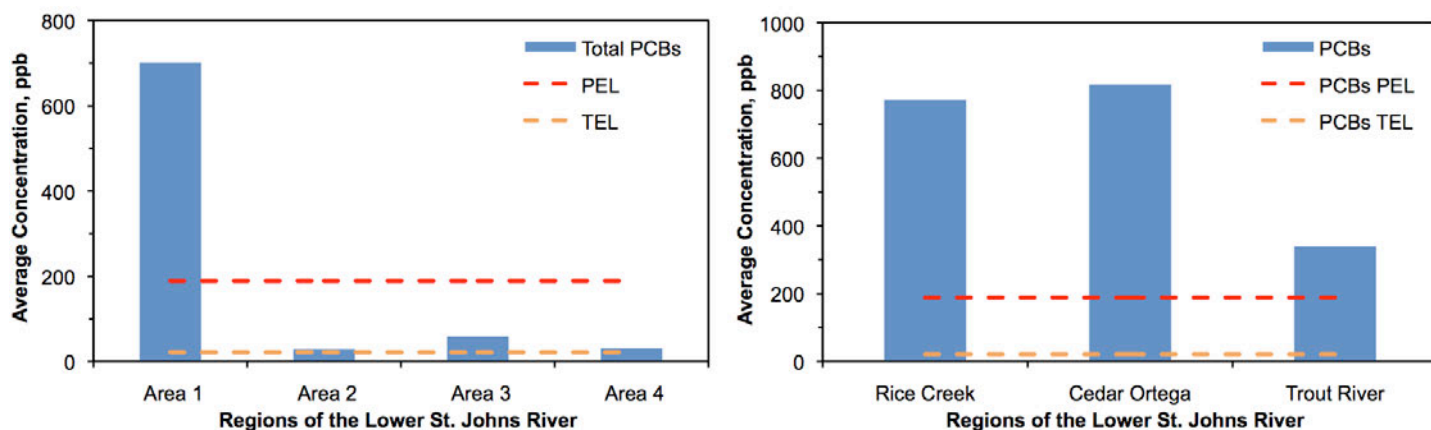 Average Concentration, ppb
800
600
400
200
0
Total PCBs
PEL
TEL
Area 1 Area 2 Area 3 Area 4
Regions of the Lower St. Johns River
Average Concentration, ppb
1000
800
600
400
200
0
PCBs
PCBs PEL
PCBs TEL
Rice Creek Cedar Ortega Trout River
Regions of the Lower St. Johns River